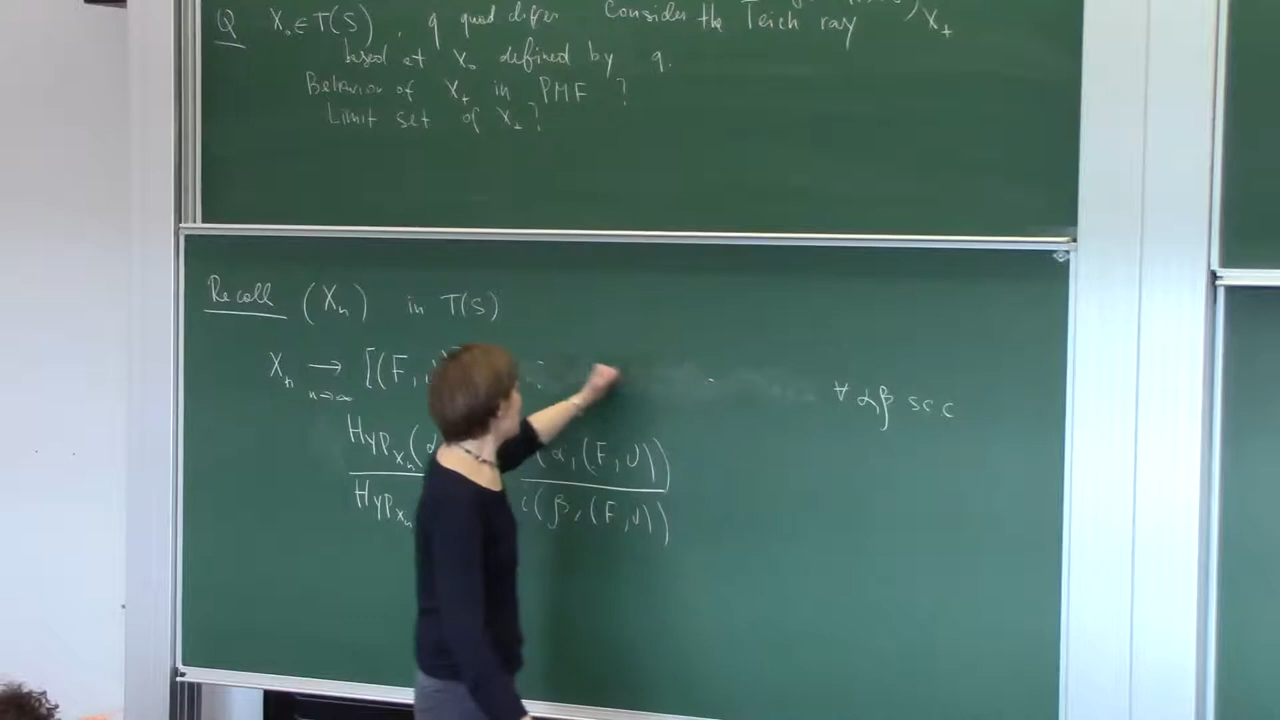 Q X₀ ∈ T(S), q quad differ Consider the Teich ray X_t
based at X₀ defined by q.
Behavior of X_t in PMF ?
Limit set of X_t ?
Recall (X_n) in T(S)
X_n → [(F, :
n→∞
∀ α, β s.c.c
Hyp_{X_n}( (α, (F, ν))
Hyp_{X_n} i(β, (F, ν))